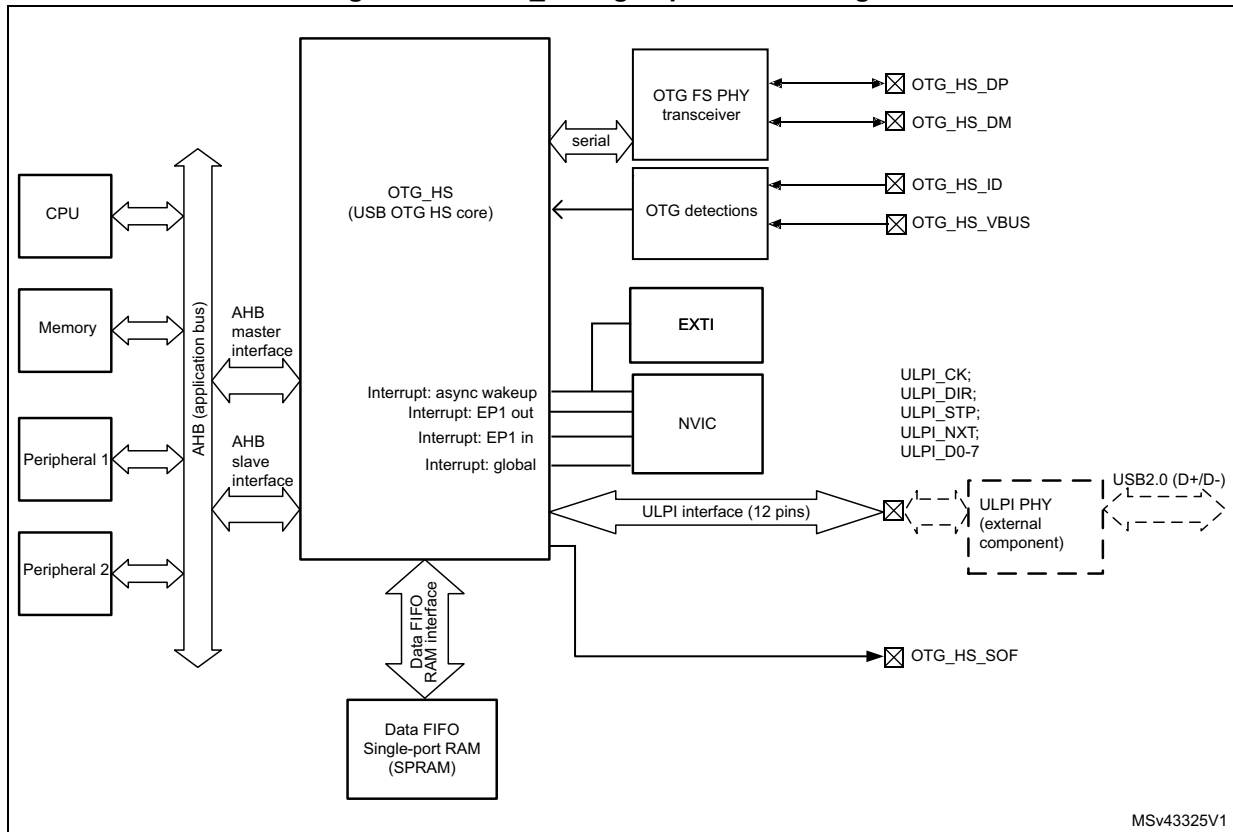 OTG FS PHY
transceiver
OTG_HS_DP
OTG_HS_DM
serial
OTG_HS
(USB OTG HS core)
OTG detections
OTG_HS_ID
OTG_HS_VBUS
CPU
Memory
Peripheral 1
Peripheral 2
AHB (application bus)
AHB
master
interface
AHB
slave
interface
EXTI
Interrupt: async wakeup
Interrupt: EP1 out
Interrupt: EP1 in
Interrupt: global
NVIC
ULPI_CK;
ULPI_DIR;
ULPI_STP;
ULPI_NXT;
ULPI_D0-7
ULPI interface (12 pins)
ULPI PHY
(external
component)
USB2.0 (D+/D-)
Data FIFO
RAM interface
OTG_HS_SOF
Data FIFO
Single-port RAM
(SPRAM)
MSv43325V1